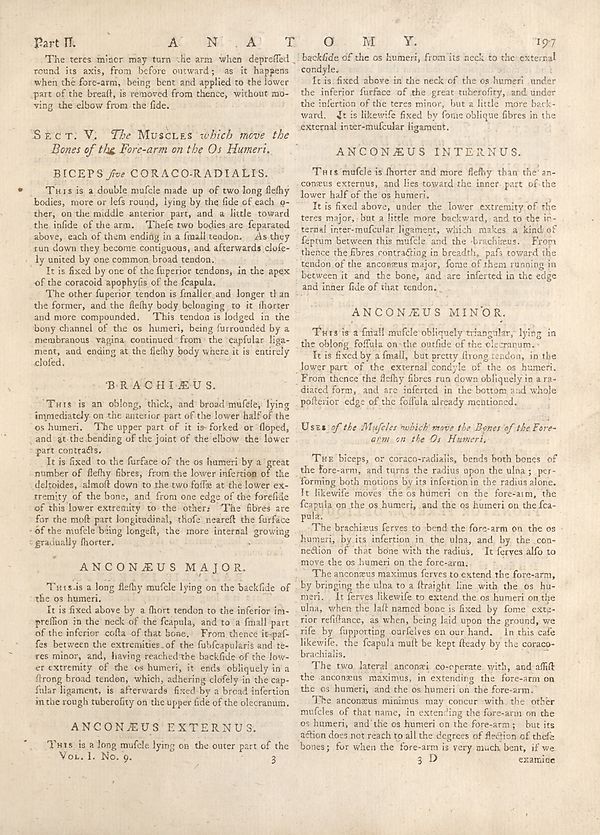 Part II. A N A T O M Y. 197
The teres minor may turn the arm when depreſſed
round its axis, from before outward; as it happens
when the fore-arm, being bent and applied to the lower
part of the breaſt, is removed from thence, without mo-
ving the elbow from the ſide.
SECT. V. The MUSCLES which move the
Bones of the Fore-arm on the Os Humeri.
BICEPS five CORACO-RADIALIS.
THIS is a double muſcle made up of two long fleſhy
bodies, more or leſs round, lying by the ſide of each o-
ther, on the middle anterior part, and a little toward
the inſide of the arm. Theſe two bodies are ſeparated
above, each of them ending in a ſmall tendon. As they
run down they become contiguous, and afterwards cloſe-
ly united by one common broad tendon.
It is fixed by one of the ſuperior tendons, in the apex
of the coracoid apophyſis of the ſcapula.
The other ſuperior tendon is ſmaller and longer than
the former, and the fleſhy body belonging to it ſhorter
and more compounded. This tendon is lodged in the
bony channel of the os humeri, being ſurrounded by a
membranous vagina continued from the capſular liga-
ment, and ending at the fleſhy body where it is entirely
cloſed.
BRACHIÆUS.
THIS is an oblong, thick, and broad muſcle, lying
immediately on the anterior part of the lower half of the
os humeri. The upper part of it is forked or ſloped,
and at the bending of the joint of the elbow the lower
part contracts.
It is fixed to the ſurface of the os humeri by a great
number of fleſhy fibres, from the lower inſertion of the
deltoides, almoſt down to the two foſſæ at the lower ex-
tremity of the bone, and from one edge of the foreſide
of this lower extremity to the other: The fibres are
for the moſt part longitudinal, thoſe neareſt the ſurface
of the muſcle being longeſt, the more internal growing
gradually ſhorter.
ANCONÆUS MAJOR.
THIS is a long fleſhy muſcle lying on the backſide of
the os humeri.
It is fixed above by a ſhort tendon to the inferior im-
preſſion in the neck of the ſcapula, and to a ſmall part
of the inferior coſta of that bone. From thence it paſ-
ſes between the extremities of the ſubſcapularis and te-
res minor, and, having reached the backſide of the low-
er extremity of the os humeri, it ends obliquely in a
ſtrong broad tendon, which, adhering cloſely in the cap-
ſular ligament, is afterwards fixed by a broad inſertion
in the rough tuberoſity on the upper ſide of the olecranum.
ANCONÆUS EXTERNUS.
THIS is a long muſcle lying on the outer part of the
VOL. I. No. 9. 3
backſide of the os humeri, from its neck to the external
condyle.
It is fixed above in the neck of the os humeri under
the inferior ſurface of the great tuberoſity, and under
the inſertion of the teres minor, but a little more back-
ward. It is likewiſe fixed by ſome oblique fibres in the
external inter-muſcular ligament.
ANCONÆUS INTERNUS.
THIS muſcle is ſhorter and more fleſhy than the an-
conæus externus, and lies toward the inner part of the
lower half of the os humeri.
It is fixed above, under the lower extremity of the
teres major, but a little more backward, and to the in-
ternal inter-muſcular ligament, which makes a kind of
ſeptum between this muſcle and the brachiæus. From
thence the fibres contracting in breadth, paſs toward the
tendon of the anconæus major, ſome of them running in
between it and the bone, and are inſerted in the edge
and inner ſide of that tendon.
ANCONÆUS MINOR.
THIS is a ſmall muſcle obliquely triangular, lying in
the oblong foſſula on the outſide of the olecranum.
It is fixed by a ſmall, but pretty ſtrong tendon, in the
lower part of the external condyle of the os humeri.
From thence the fleſhy fibres run down obliquely in a ra-
diated form, and are inſerted in the bottom and whole
poſterior edge of the foſſula already mentioned.
USES of the Muſcles which move the Bones of the Fore-
arm on the Os Humeri.
THE biceps, or coraco-radialis, bends both bones of
the fore-arm, and turns the radius upon the ulna; per-
forming both motions by its inſertion in the radius alone.
It likewiſe moves the os humeri on the fore-arm, the
ſcapula on the os humeri, and the os humeri on the ſca-
pula.
The brachiæus ſerves to bend the fore-arm on the os
humeri, by its inſertion in the ulna, and by the con-
nection of that bone with the radius. It ſerves alſo to
move the os humeri on the fore-arm.
The anconæus maximus ſerves to extend the fore-arm,
by bringing the ulna to a ſtraight line with the os hu-
meri. It ſerves likewiſe to extend the os humeri on the
ulna, when the laſt named bone is fixed by ſome exte-
rior reſiſtance, as when, being laid upon the ground, we
riſe by ſupporting ourſelves on our hand. In this caſe
likewiſe the ſcapula muſt be kept ſteady by the coraco-
brachialis.
The two lateral anconæi co-operate with, and aſſiſt
the anconæus maximus, in extending the fore-arm on
the os humeri, and the os humeri on the fore-arm.
The anconæus minimus may concur with the other
muſcles of that name, in extending the fore-arm on the
os humeri, and the os humeri on the fore-arm; but its
action does not reach to all the degrees of flection of theſe
bones; for when the fore-arm is very much bent, if we
3 D examine